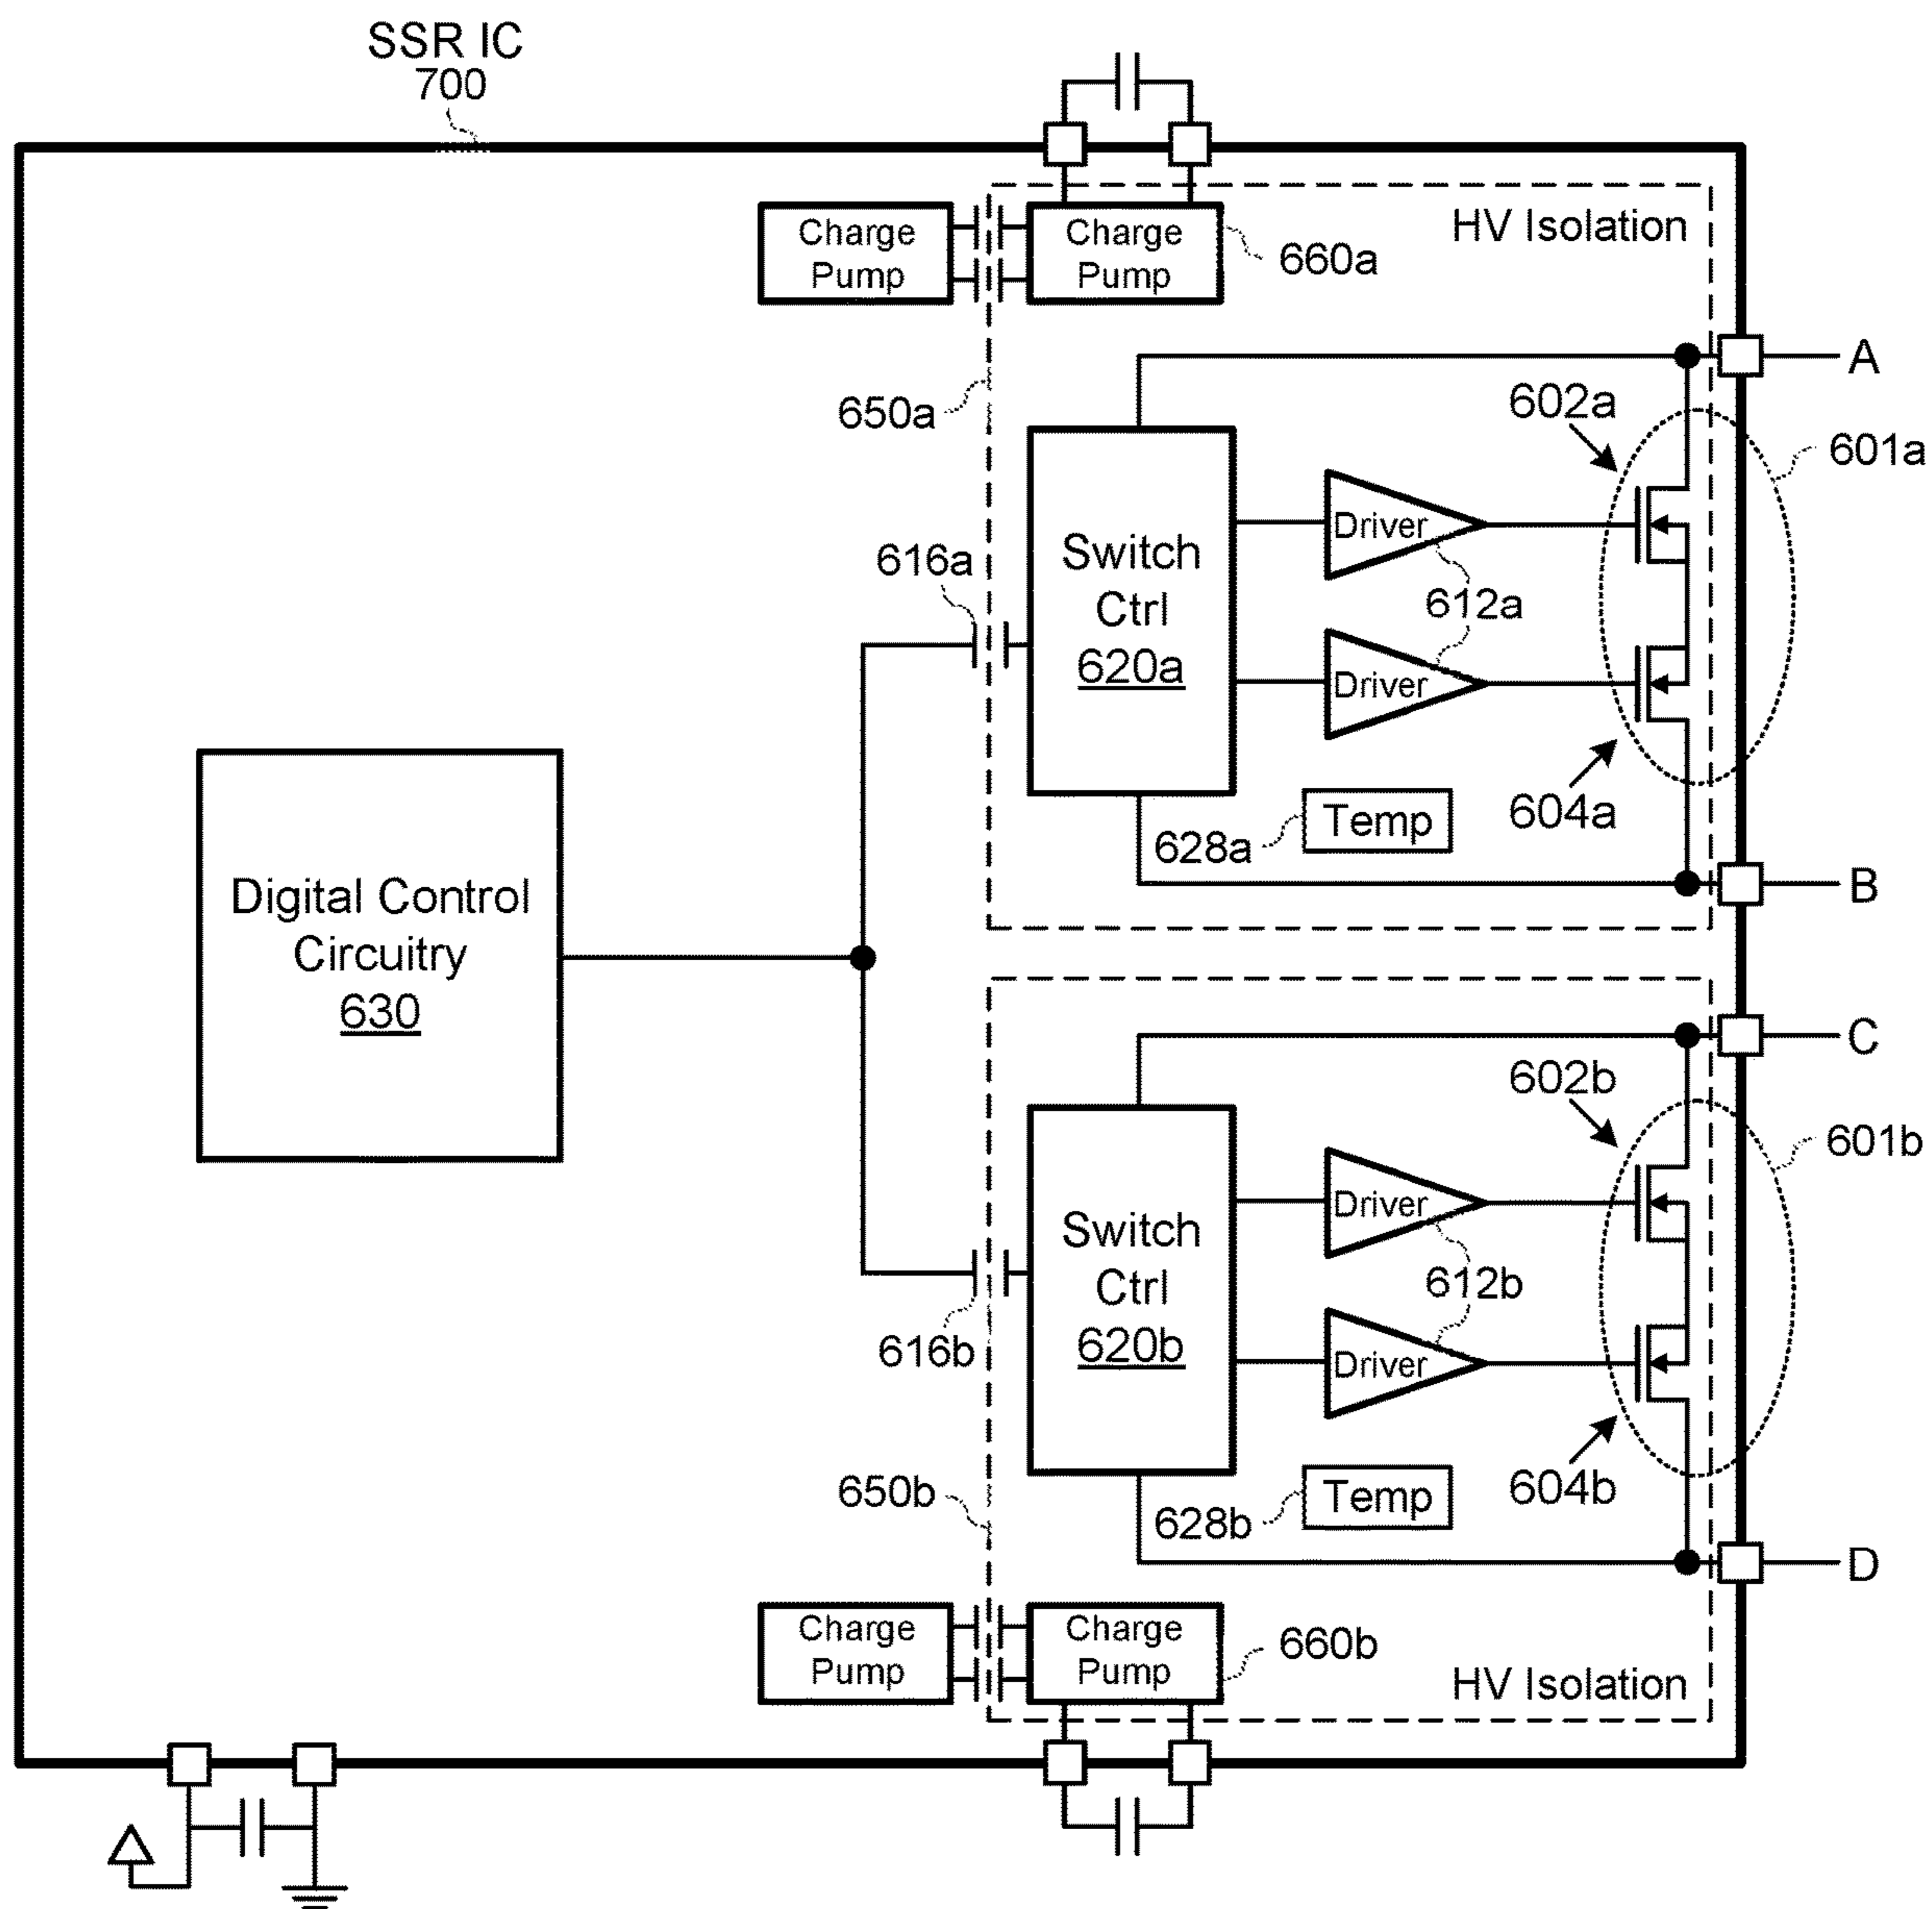 SSR IC
700
Charge
Pump
Charge
Pump
660a
HV Isolation
A
650a
602a
601a
616a
Switch
Ctrl
620a
Driver
612a
Driver
604a
628a
Temp
B
Digital Control
Circuitry
630
C
602b
601b
Switch
Ctrl
620b
Driver
612b
Driver
616b
650b
604b
628b
Temp
D
Charge
Pump
Charge
Pump
660b
HV Isolation